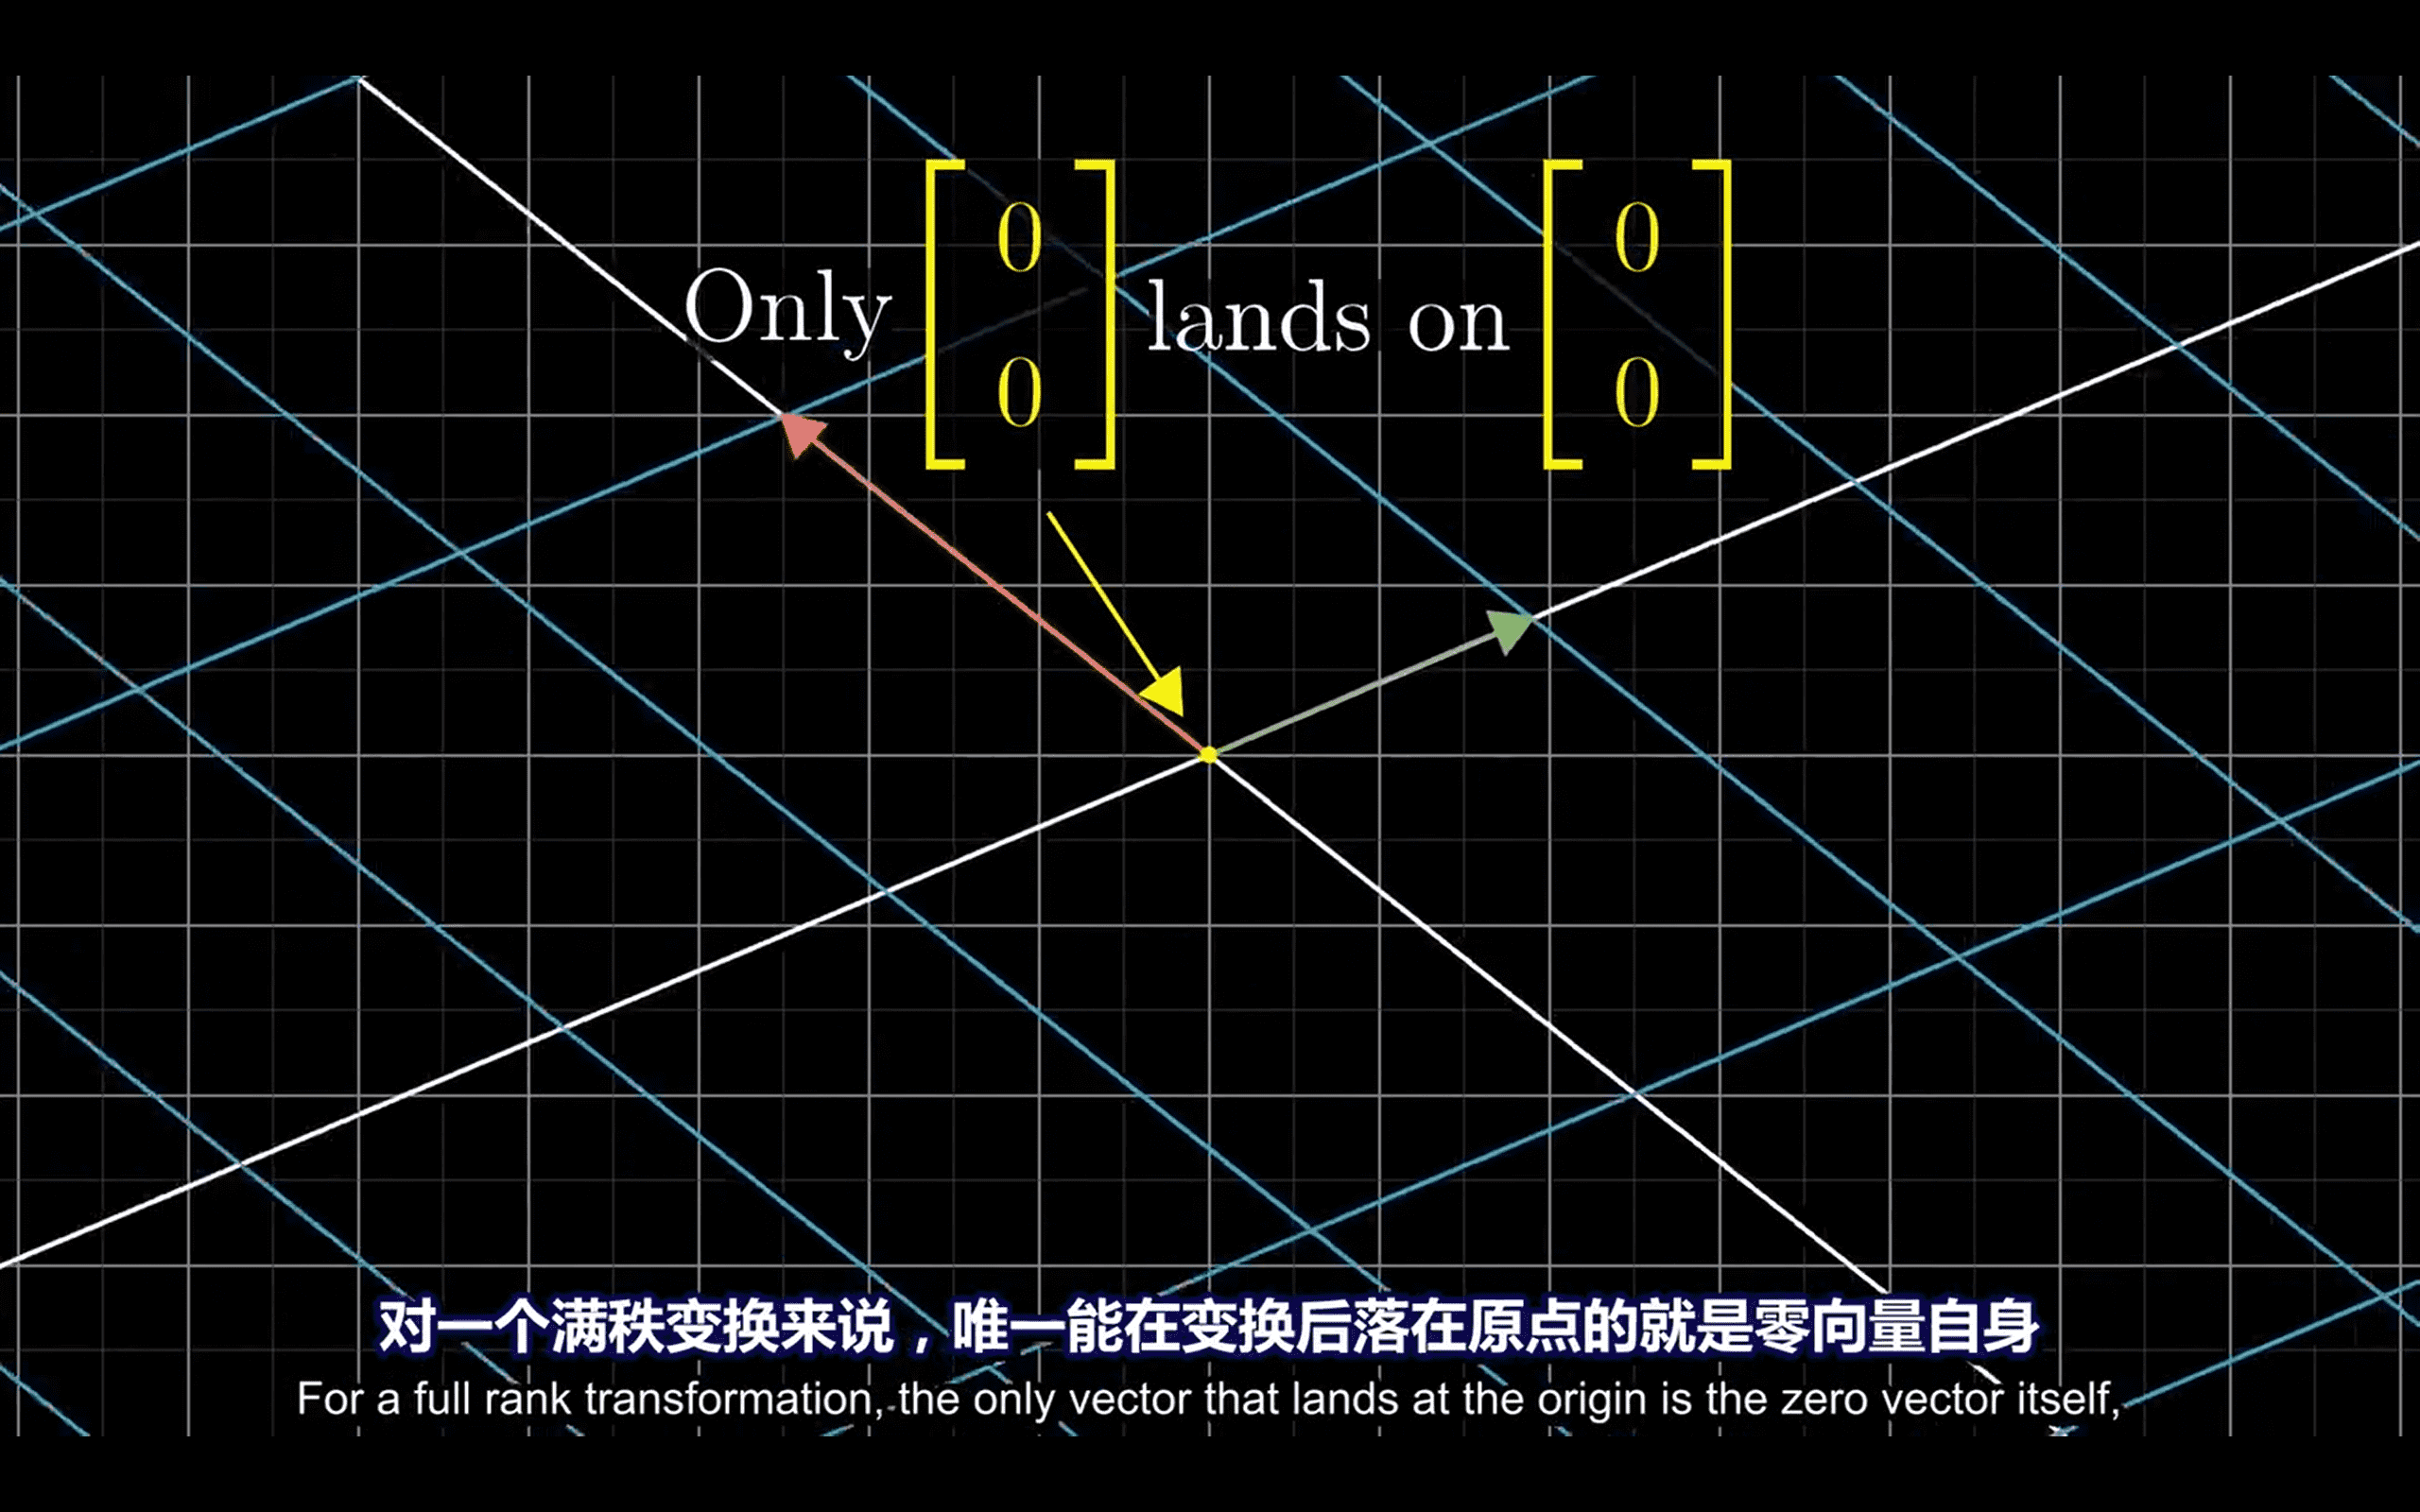 0 0
Only lands on
0 0
对一个满秩变换来说，唯一能在变换后落在原点的就是零向量自身
For a full rank transformation, the only vector that lands at the origin is the zero vector itself,